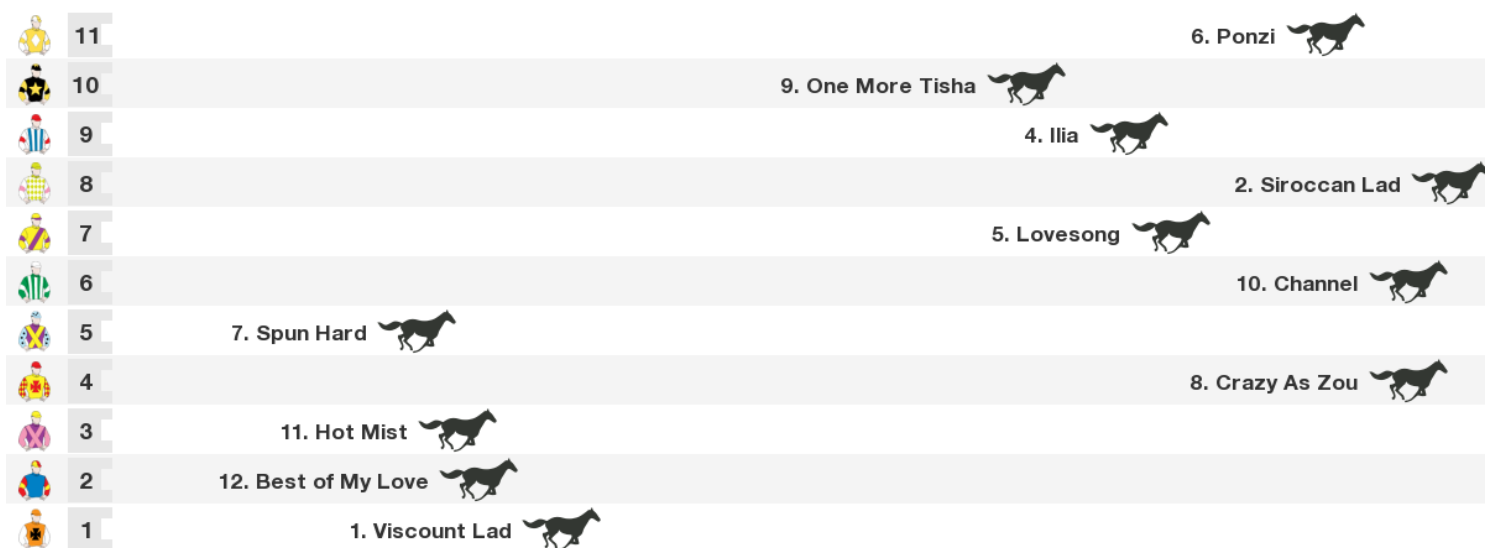 11 6. Ponzi
10 9. One More Tisha
9 4. Ilia
8 2. Siroccan Lad
7 5. Lovesong
6 10. Channel
5 7. Spun Hard
4 8. Crazy As Zou
3 11. Hot Mist
2 12. Best of My Love
1 1. Viscount Lad